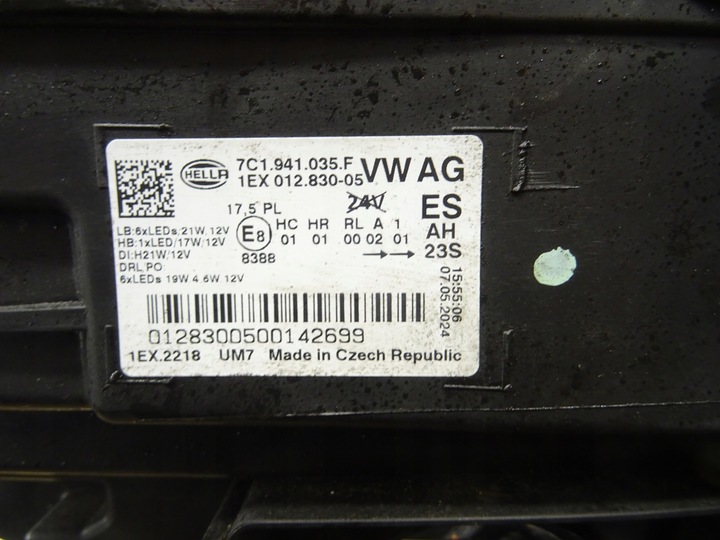 HELLA
7C1.941.035.F VW AG
1EX 012.830-05
17,5 PL 24V ES
LB:6xLEDs/21W/12V E8 HC HR RL A 1 AH
HB:1xLED/17W/12V 01 01 00 02 01
DI:H21W/12V 8388 →→ 23S
DRL/PO:
6xLEDs 19W 4.6W 12V
15:55:06
07.05.2024
0128300500142699
1EX.2218 UM7 Made in Czech Republic